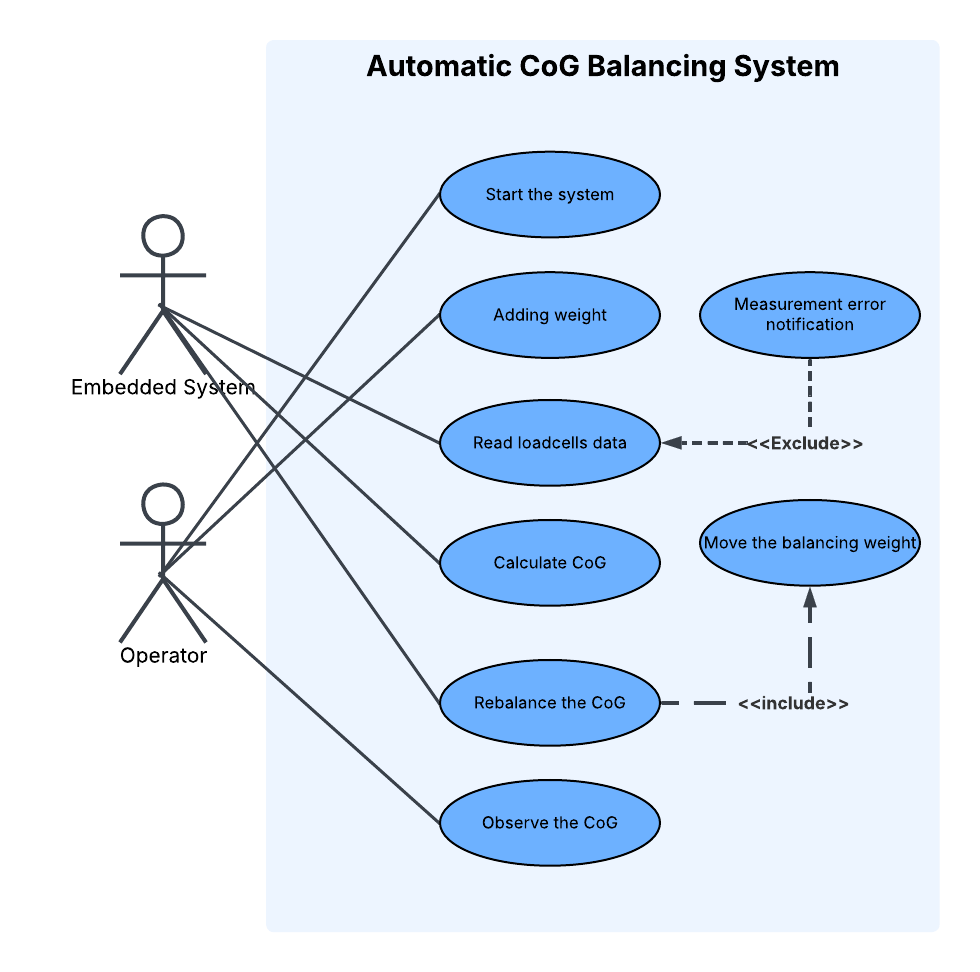 Automatic CoG Balancing System
Start the system
Adding weight
Measurement error
notification
Embedded System
Read loadcells data
<<Exclude>>
Move the balancing weight
Calculate CoG
Operator
Rebalance the CoG
<<include>>
Observe the CoG